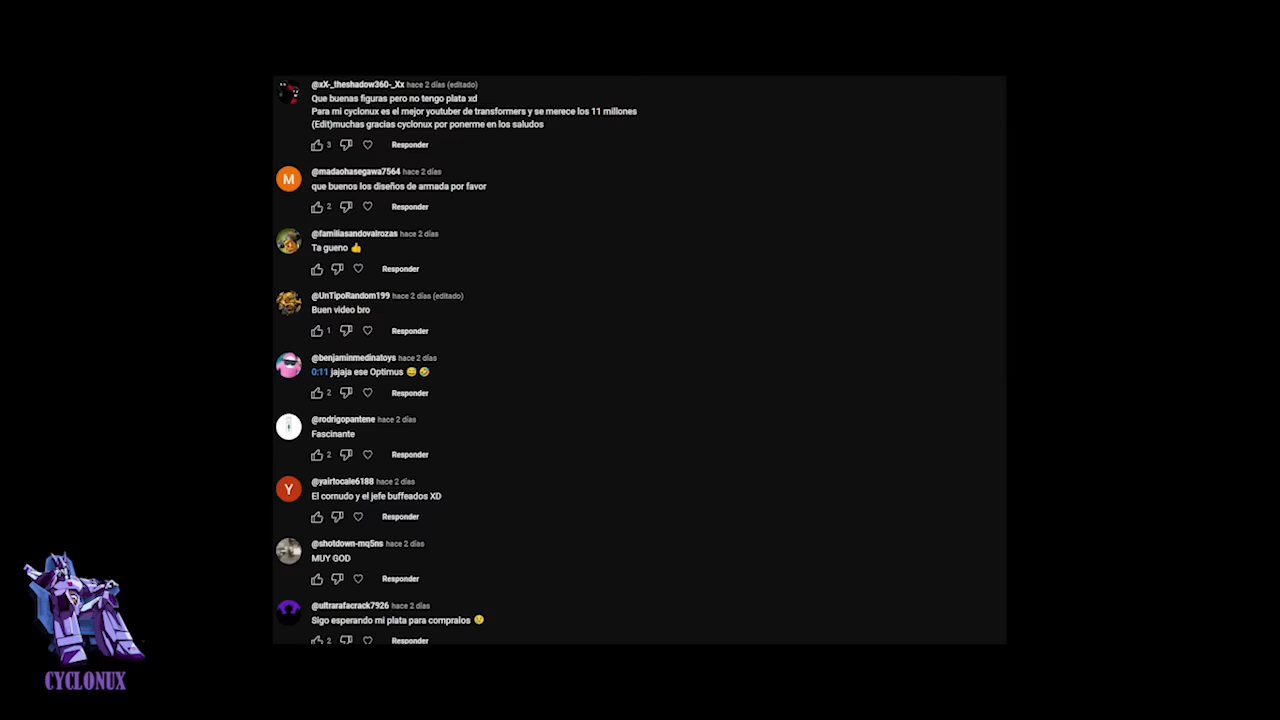 @xX-_theshadow360-_Xx hace 2 días (editado)
Que buenas figuras pero no tengo plata xd
Para mi cyclonux es el mejor youtuber de transformers y se merece los 11 millones
(Edit)muchas gracias cyclonux por ponerme en los saludos
3 Responder
M
@madaohasegawa7564 hace 2 días
que buenos los diseños de armada por favor
2 Responder
@familiasandovalrozas hace 2 días
Ta gueno 👍
Responder
@UnTipoRandom199 hace 2 días (editado)
Buen video bro
1 Responder
@benjaminmedinatoys hace 2 días
0:11 jajaja ese Optimus 😅 🤣
2 Responder
@rodrigopantene hace 2 días
Fascinante
2 Responder
Y
@yairtocale6188 hace 2 días
El cornudo y el jefe buffeados XD
Responder
@shotdown-mq5ns hace 2 días
MUY GOD
Responder
@ultrarafacrack7926 hace 2 días
Sigo esperando mi plata para compralos 😢
2 Responder
CYCLONUX